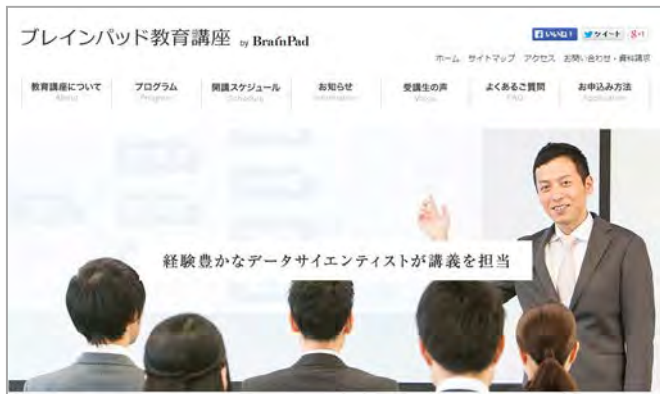 ブレインパッド教育講座 by BrainPad
いいね! ツイート g+1
ホーム サイトマップ アクセス お問い合わせ・資料請求
教育講座について プログラム 開講スケジュール お知らせ 受講生の声 よくあるご質問 お申込み方法
About Program Schedule Information Voice FAQ Application
経験豊かなデータサイエンティストが講義を担当